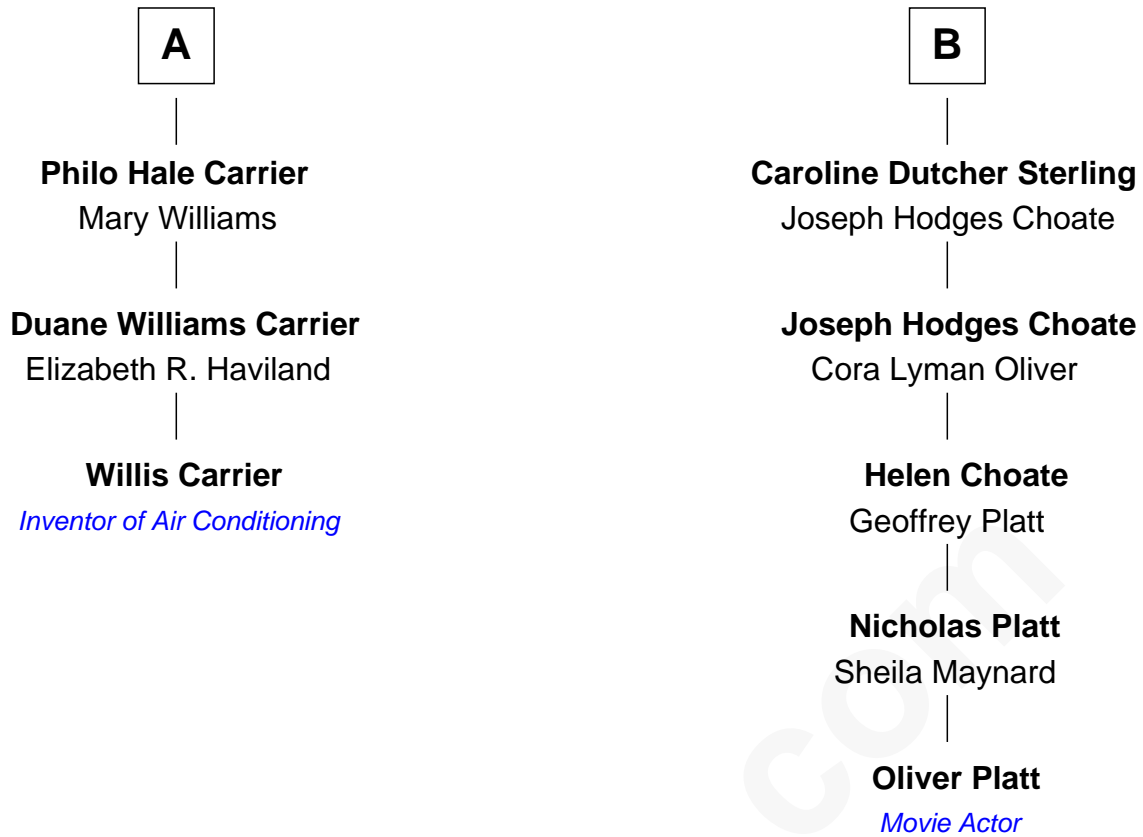 A
Philo Hale Carrier
Mary Williams
Duane Williams Carrier
Elizabeth R. Haviland
Willis Carrier
Inventor of Air Conditioning
B
Caroline Dutcher Sterling
Joseph Hodges Choate
Joseph Hodges Choate
Cora Lyman Oliver
Helen Choate
Geoffrey Platt
Nicholas Platt
Sheila Maynard
Oliver Platt
Movie Actor
com